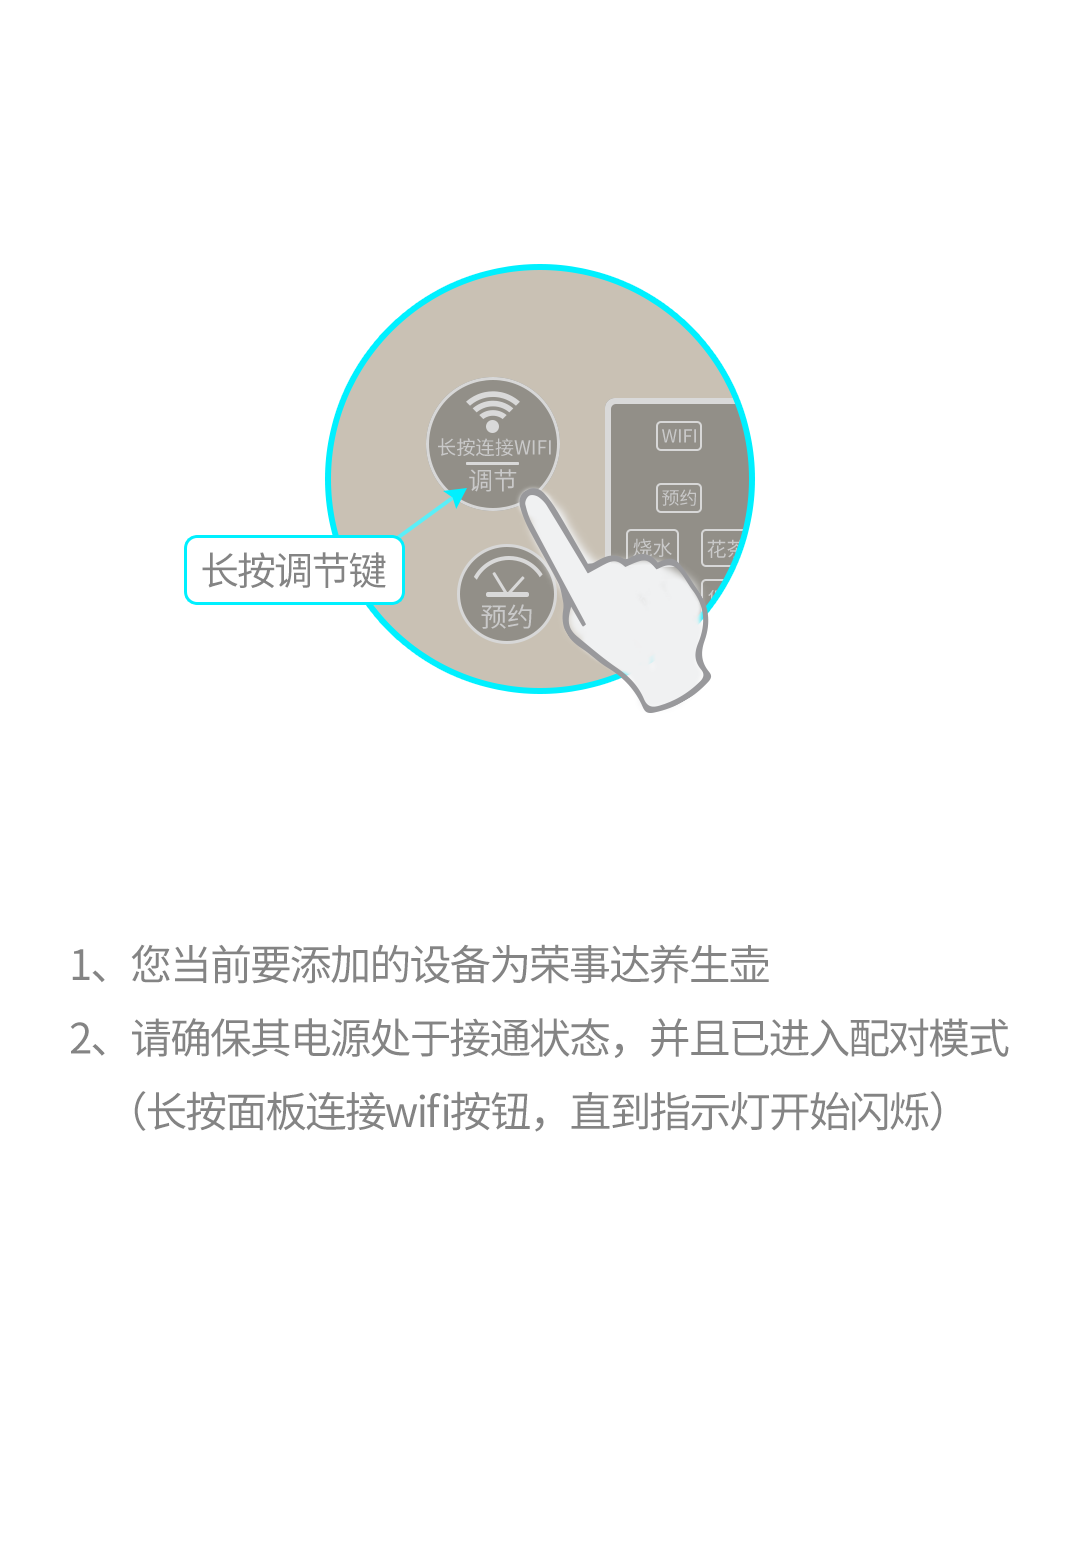 长按连接WIFI
调节
WIFI
预约
烧水
花茶
长按调节键
预约
1、您当前要添加的设备为荣事达养生壶
2、请确保其电源处于接通状态，并且已进入配对模式
（长按面板连接wifi按钮，直到指示灯开始闪烁）